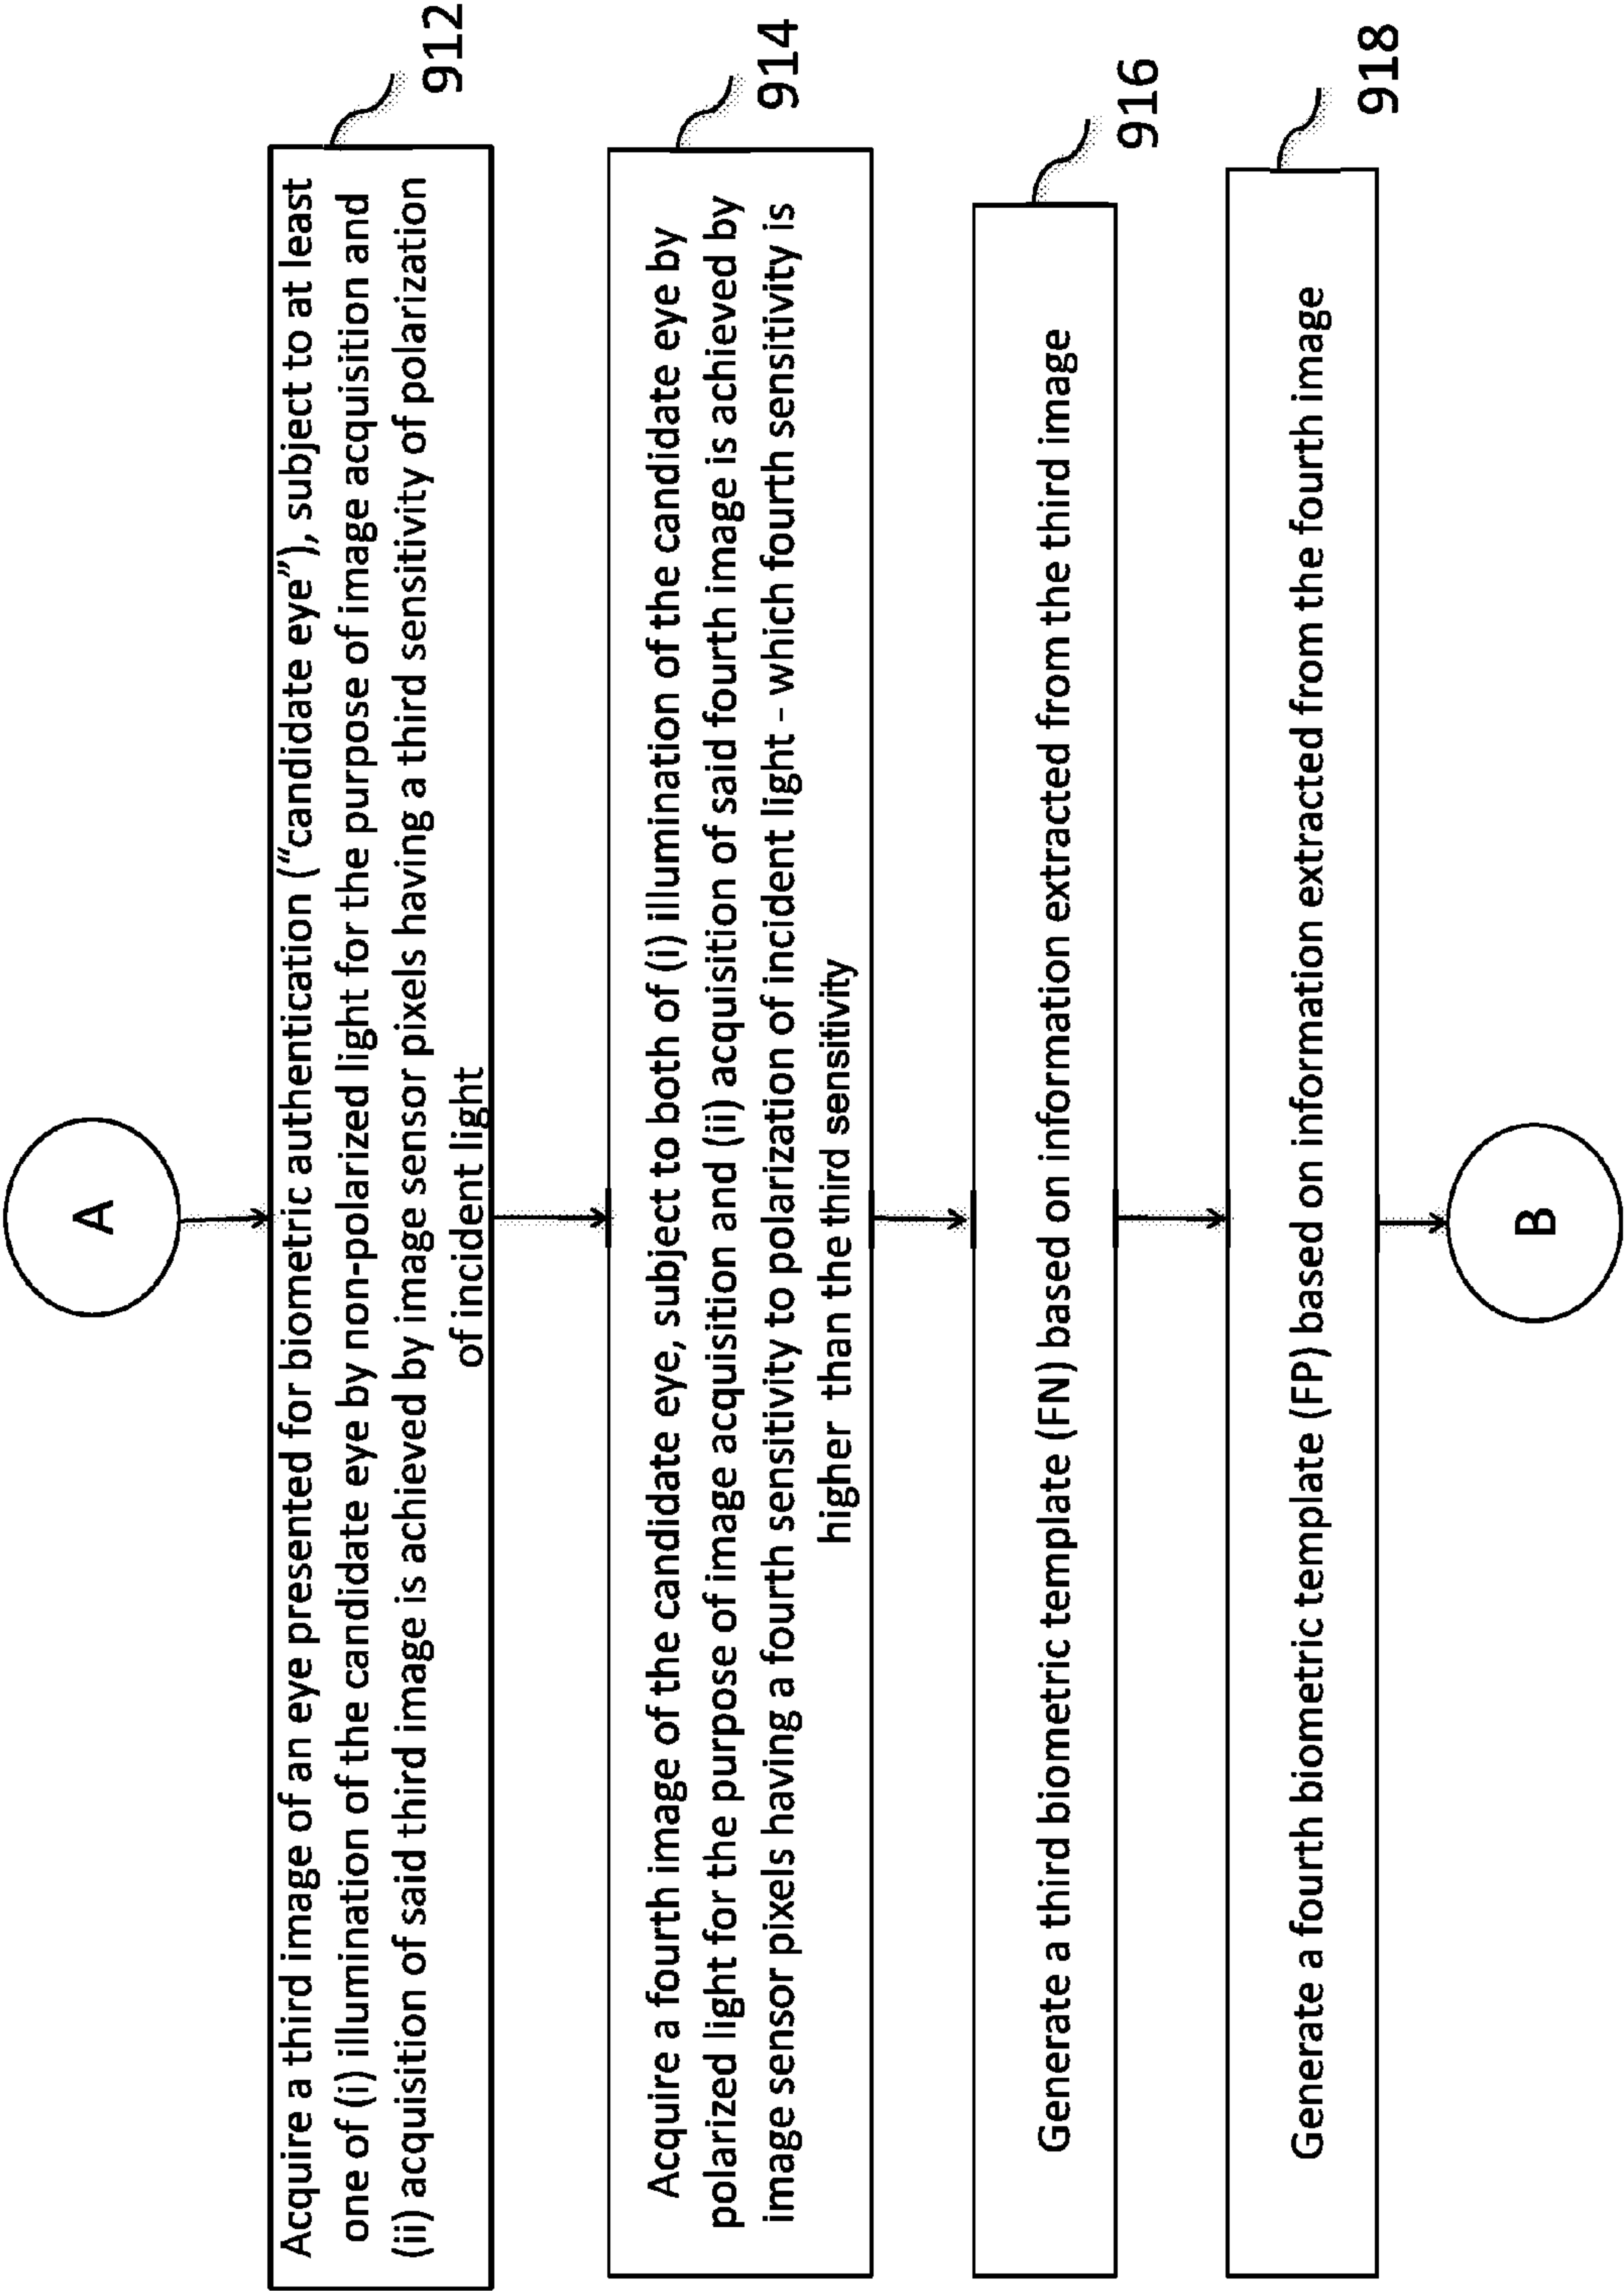 A
Acquire a third image of an eye presented for biometric authentication (“candidate eye”), subject to at least
one of (i) illumination of the candidate eye by non-polarized light for the purpose of image acquisition and
(ii) acquisition of said third image is achieved by image sensor pixels having a third sensitivity of polarization
of incident light
912
Acquire a fourth image of the candidate eye, subject to both of (i) illumination of the candidate eye by
polarized light for the purpose of image acquisition and (ii) acquisition of said fourth image is achieved by
image sensor pixels having a fourth sensitivity to polarization of incident light - which fourth sensitivity is
higher than the third sensitivity
914
Generate a third biometric template (FN) based on information extracted from the third image
916
Generate a fourth biometric template (FP) based on information extracted from the fourth image
918
B